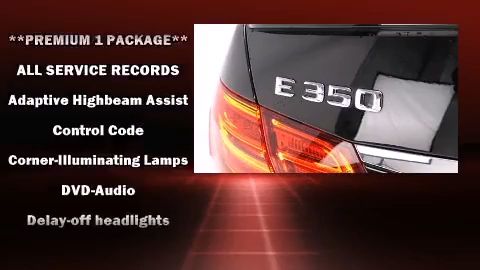 **PREMIUM 1 PACKAGE**
ALL SERVICE RECORDS
Adaptive Highbeam Assist
Control Code
Corner-Illuminating Lamps
DVD-Audio
Delay-off headlights
E 350